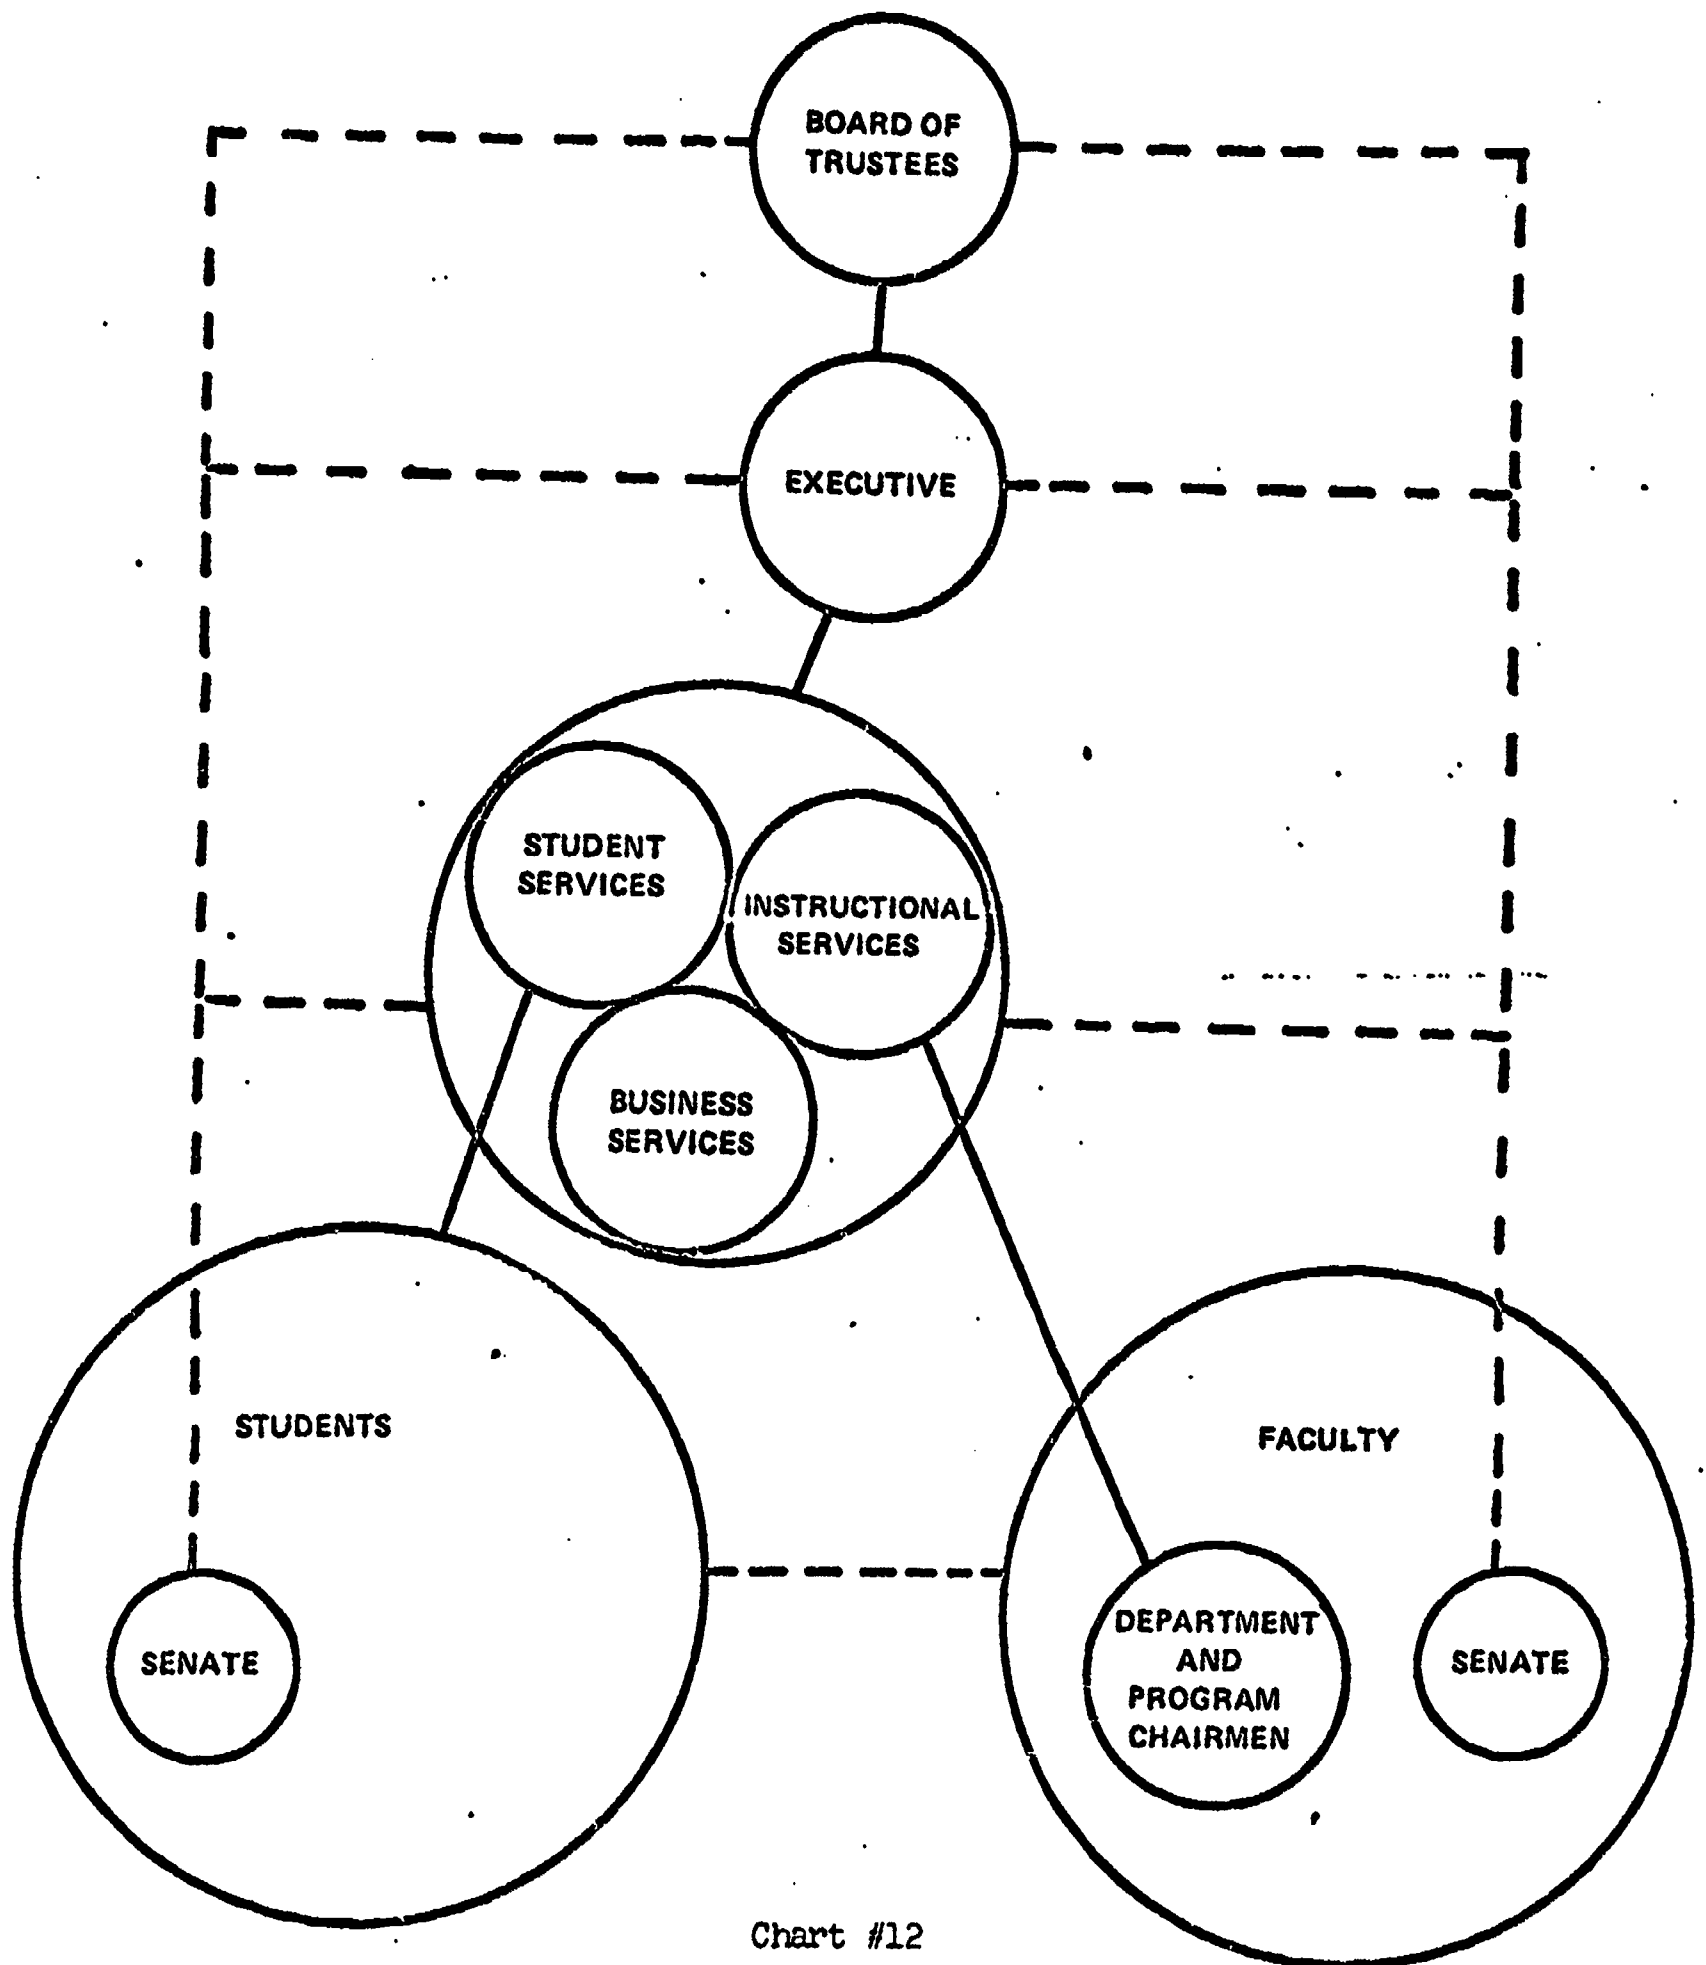 BOARD OF
TRUSTEES
EXECUTIVE
STUDENT
SERVICES
INSTRUCTIONAL
SERVICES
BUSINESS
SERVICES
STUDENTS
FACULTY
SENATE
DEPARTMENT
AND
PROGRAM
CHAIRMEN
SENATE
Chart #12